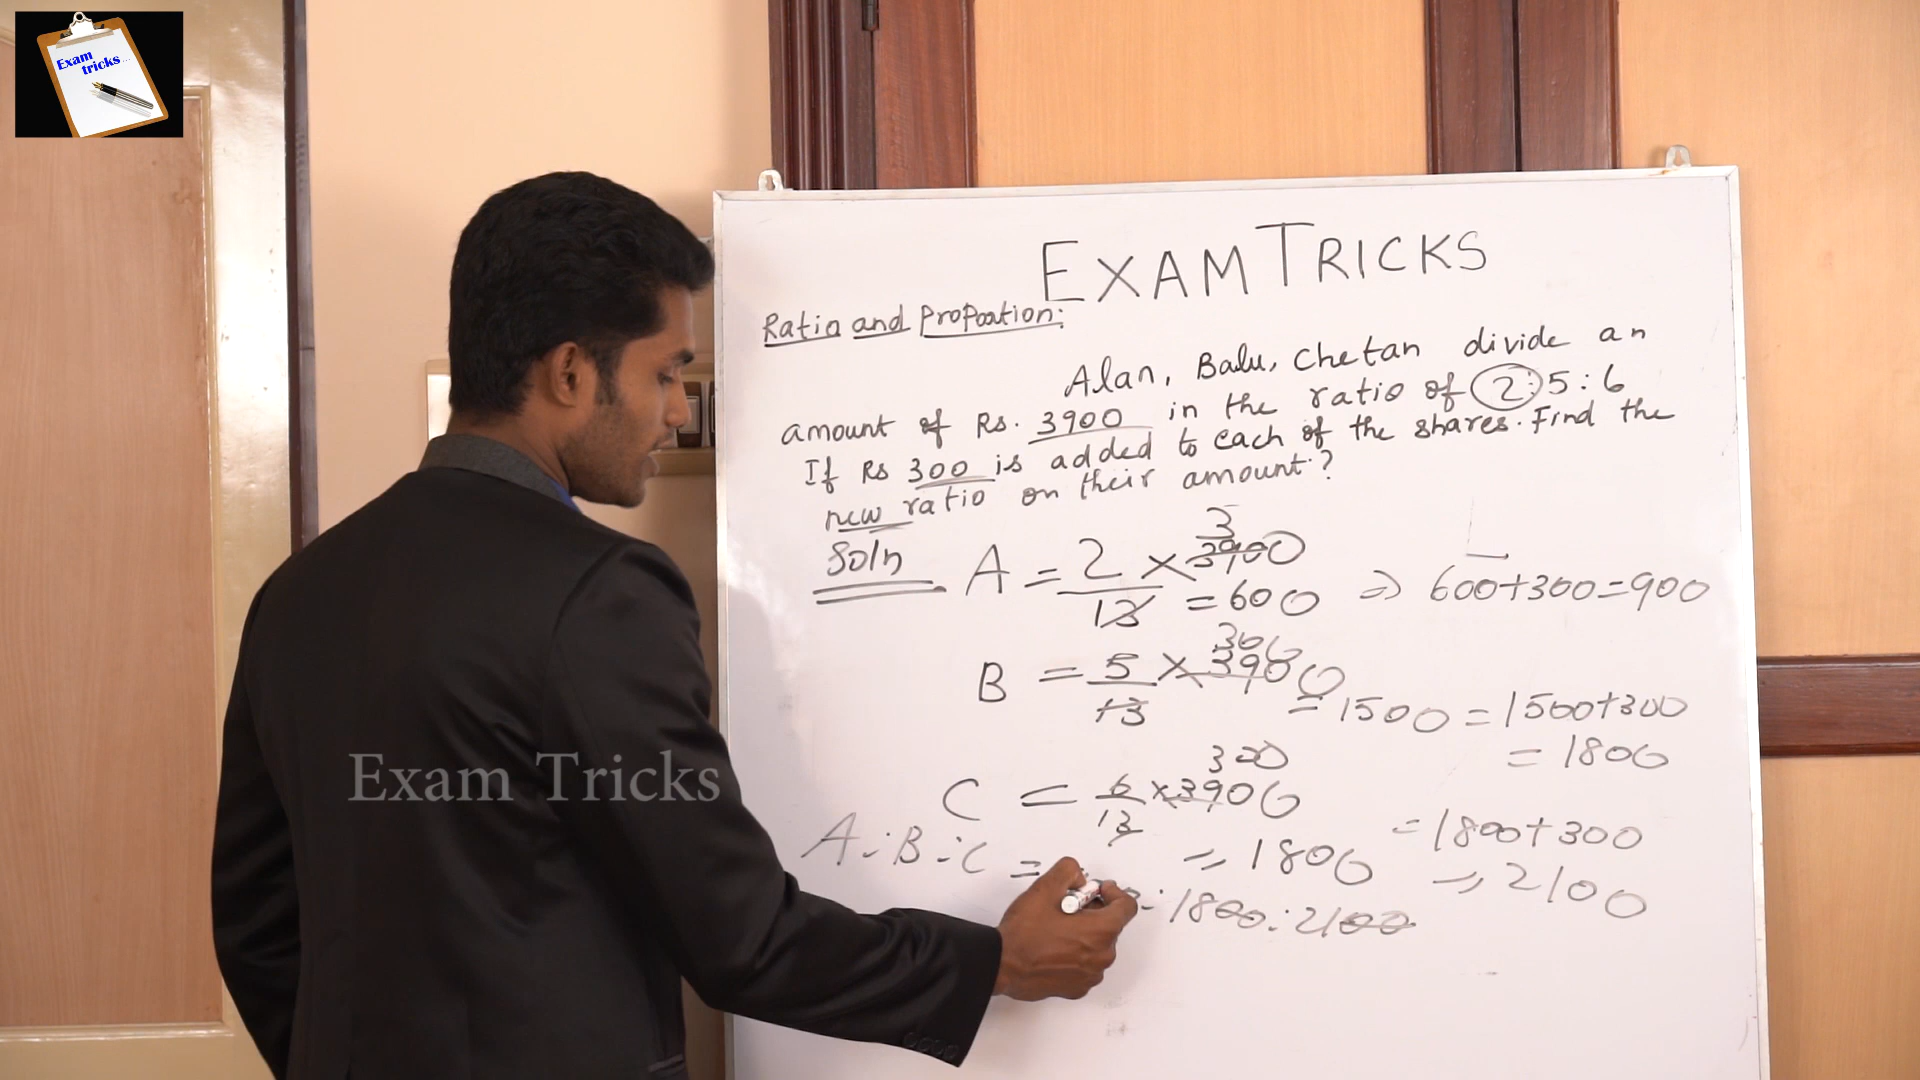 Exam
tricks...
EXAM TRICKS
Ratio and Propoation:
Alan, Balu, Chetan divide an
amount of Rs. 3900 in the ratio of 2:5:6
If Rs 300 is added to each of the shares. Find the
new ratio on their amount?
Soln
3
A = 2 × 3900
13 = 600 ⇒ 600+300=900
300
B = 5 × 3900
13 = 1500 = 1500+300
= 1800
300
C = 6 × 3900
13
= 1800 = 1800+300
= 2100
A:B:C =
:1800:2100
Exam Tricks